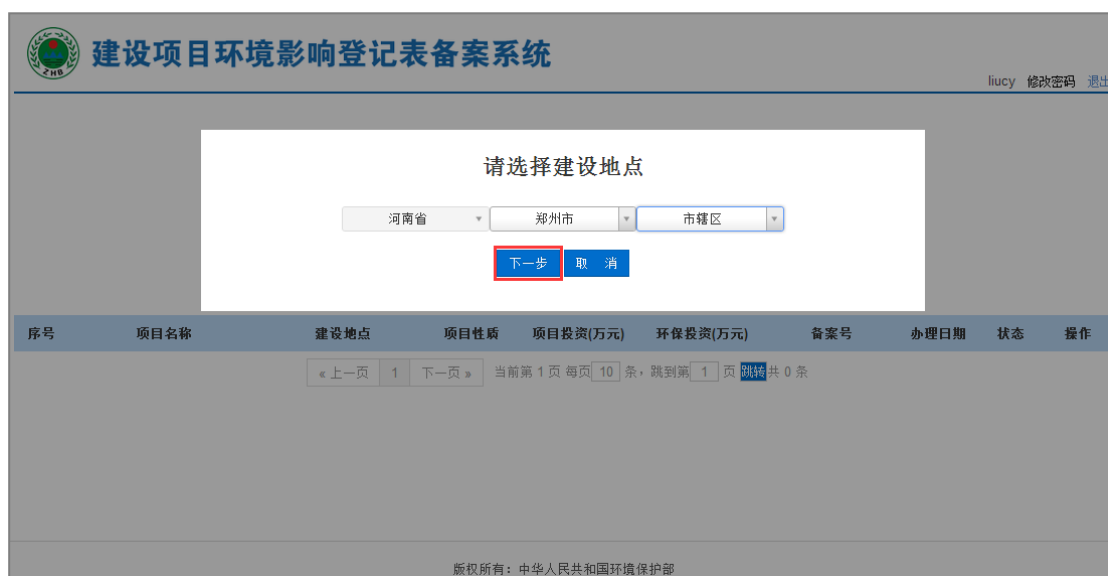 建设项目环境影响登记表备案系统
ZHB
liucy 修改密码 退出
请选择建设地点
河南省 郑州市 市辖区
下一步 取 消
序号 项目名称 建设地点 项目性质 项目投资(万元) 环保投资(万元) 备案号 办理日期 状态 操作
« 上一页 1 下一页 » 当前第 1 页 每页 10 条，跳到第 1 页 跳转 共 0 条
版权所有：中华人民共和国环境保护部